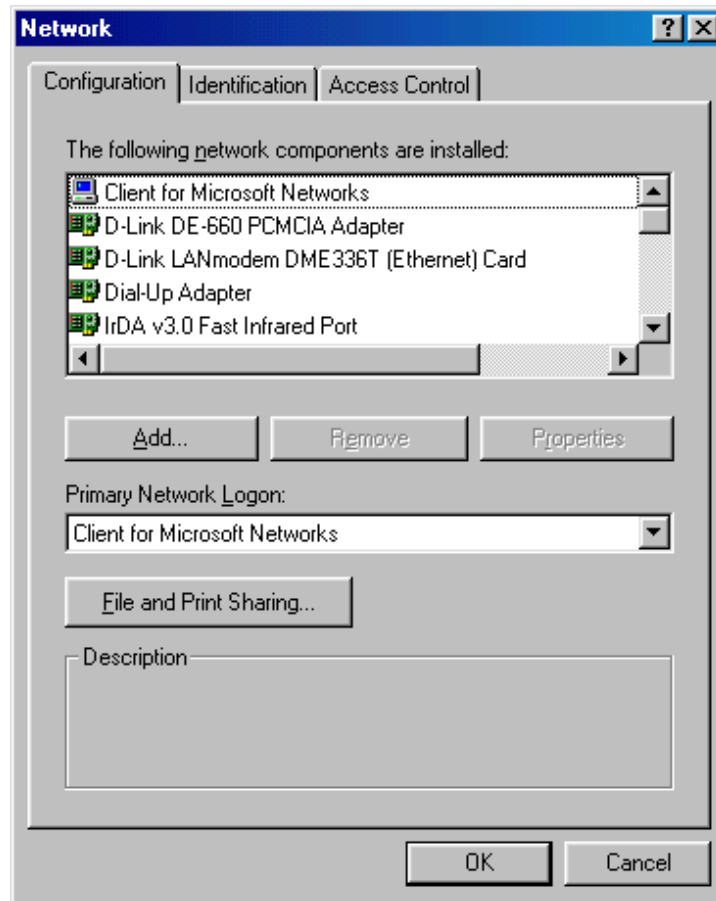 Network
Configuration Identification Access Control
The following network components are installed:
Client for Microsoft Networks
D-Link DE-660 PCMCIA Adapter
D-Link LANmodem DME336T (Ethernet) Card
Dial-Up Adapter
IrDA v3.0 Fast Infrared Port
Add... Remove Properties
Primary Network Logon:
Client for Microsoft Networks
File and Print Sharing...
Description
OK Cancel